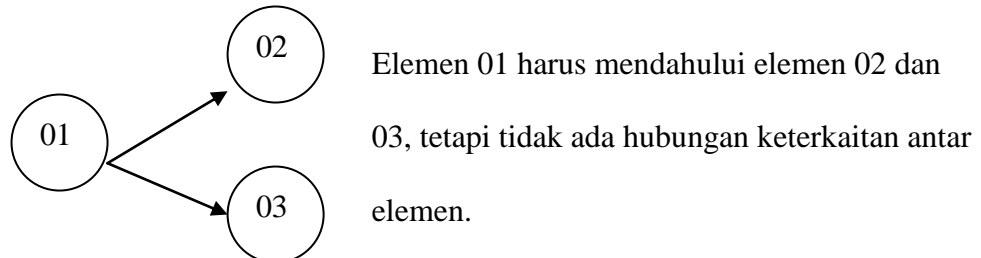 02
Elemen 01 harus mendahului elemen 02 dan
01
03, tetapi tidak ada hubungan keterkaitan antar
03
elemen.